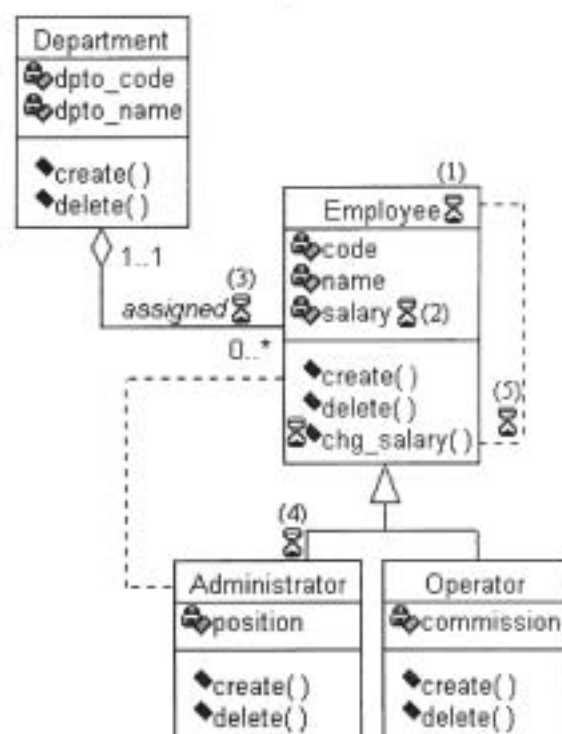 Department
dpto_code
dpto_name
create( )
delete( )
1..1
(3)
assigned
0..*
(1)
Employee
code
name
salary (2)
create( )
delete( )
chg_salary( )
(5)
(4)
Administrator
position
create( )
delete( )
Operator
commission
create( )
delete( )